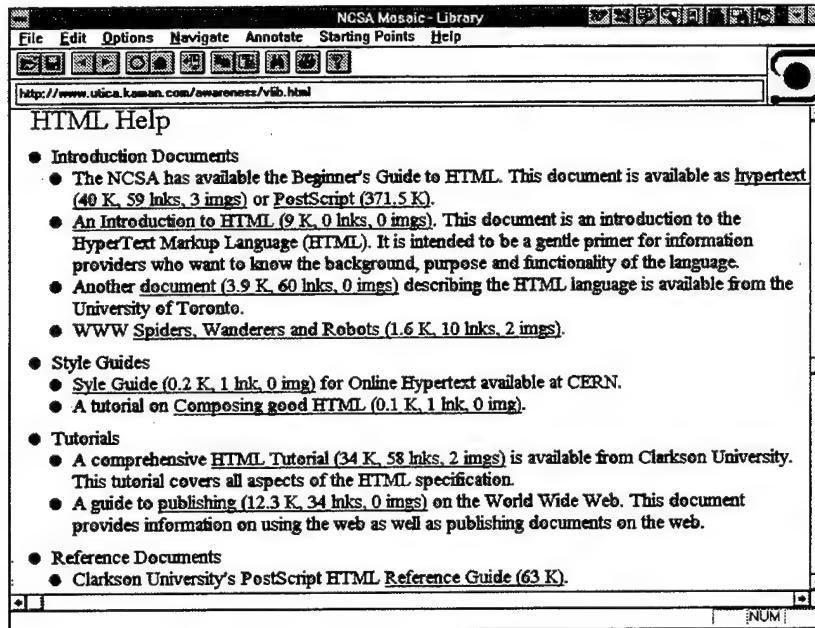 NCSA Mosaic - Library
File Edit Options Navigate Annotate Starting Points Help
http://www.utica.kaman.com/awareness/vlib.html
HTML Help
● Introduction Documents
● The NCSA has available the Beginner's Guide to HTML. This document is available as hypertext
(40 K, 59 lnks, 3 imgs) or PostScript (371.5 K).
● An Introduction to HTML (9 K, 0 lnks, 0 imgs). This document is an introduction to the
HyperText Markup Language (HTML). It is intended to be a gentle primer for information
providers who want to know the background, purpose and functionality of the language.
● Another document (3.9 K, 60 lnks, 0 imgs) describing the HTML language is available from the
University of Toronto.
● WWW Spiders, Wanderers and Robots (1.6 K, 10 lnks, 2 imgs).
● Style Guides
● Syle Guide (0.2 K, 1 lnk, 0 img) for Online Hypertext available at CERN.
● A tutorial on Composing good HTML (0.1 K, 1 lnk, 0 img).
● Tutorials
● A comprehensive HTML Tutorial (34 K, 58 lnks, 2 imgs) is available from Clarkson University.
This tutorial covers all aspects of the HTML specification.
● A guide to publishing (12.3 K, 34 lnks, 0 imgs) on the World Wide Web. This document
provides information on using the web as well as publishing documents on the web.
● Reference Documents
● Clarkson University's PostScript HTML Reference Guide (63 K).
NUM